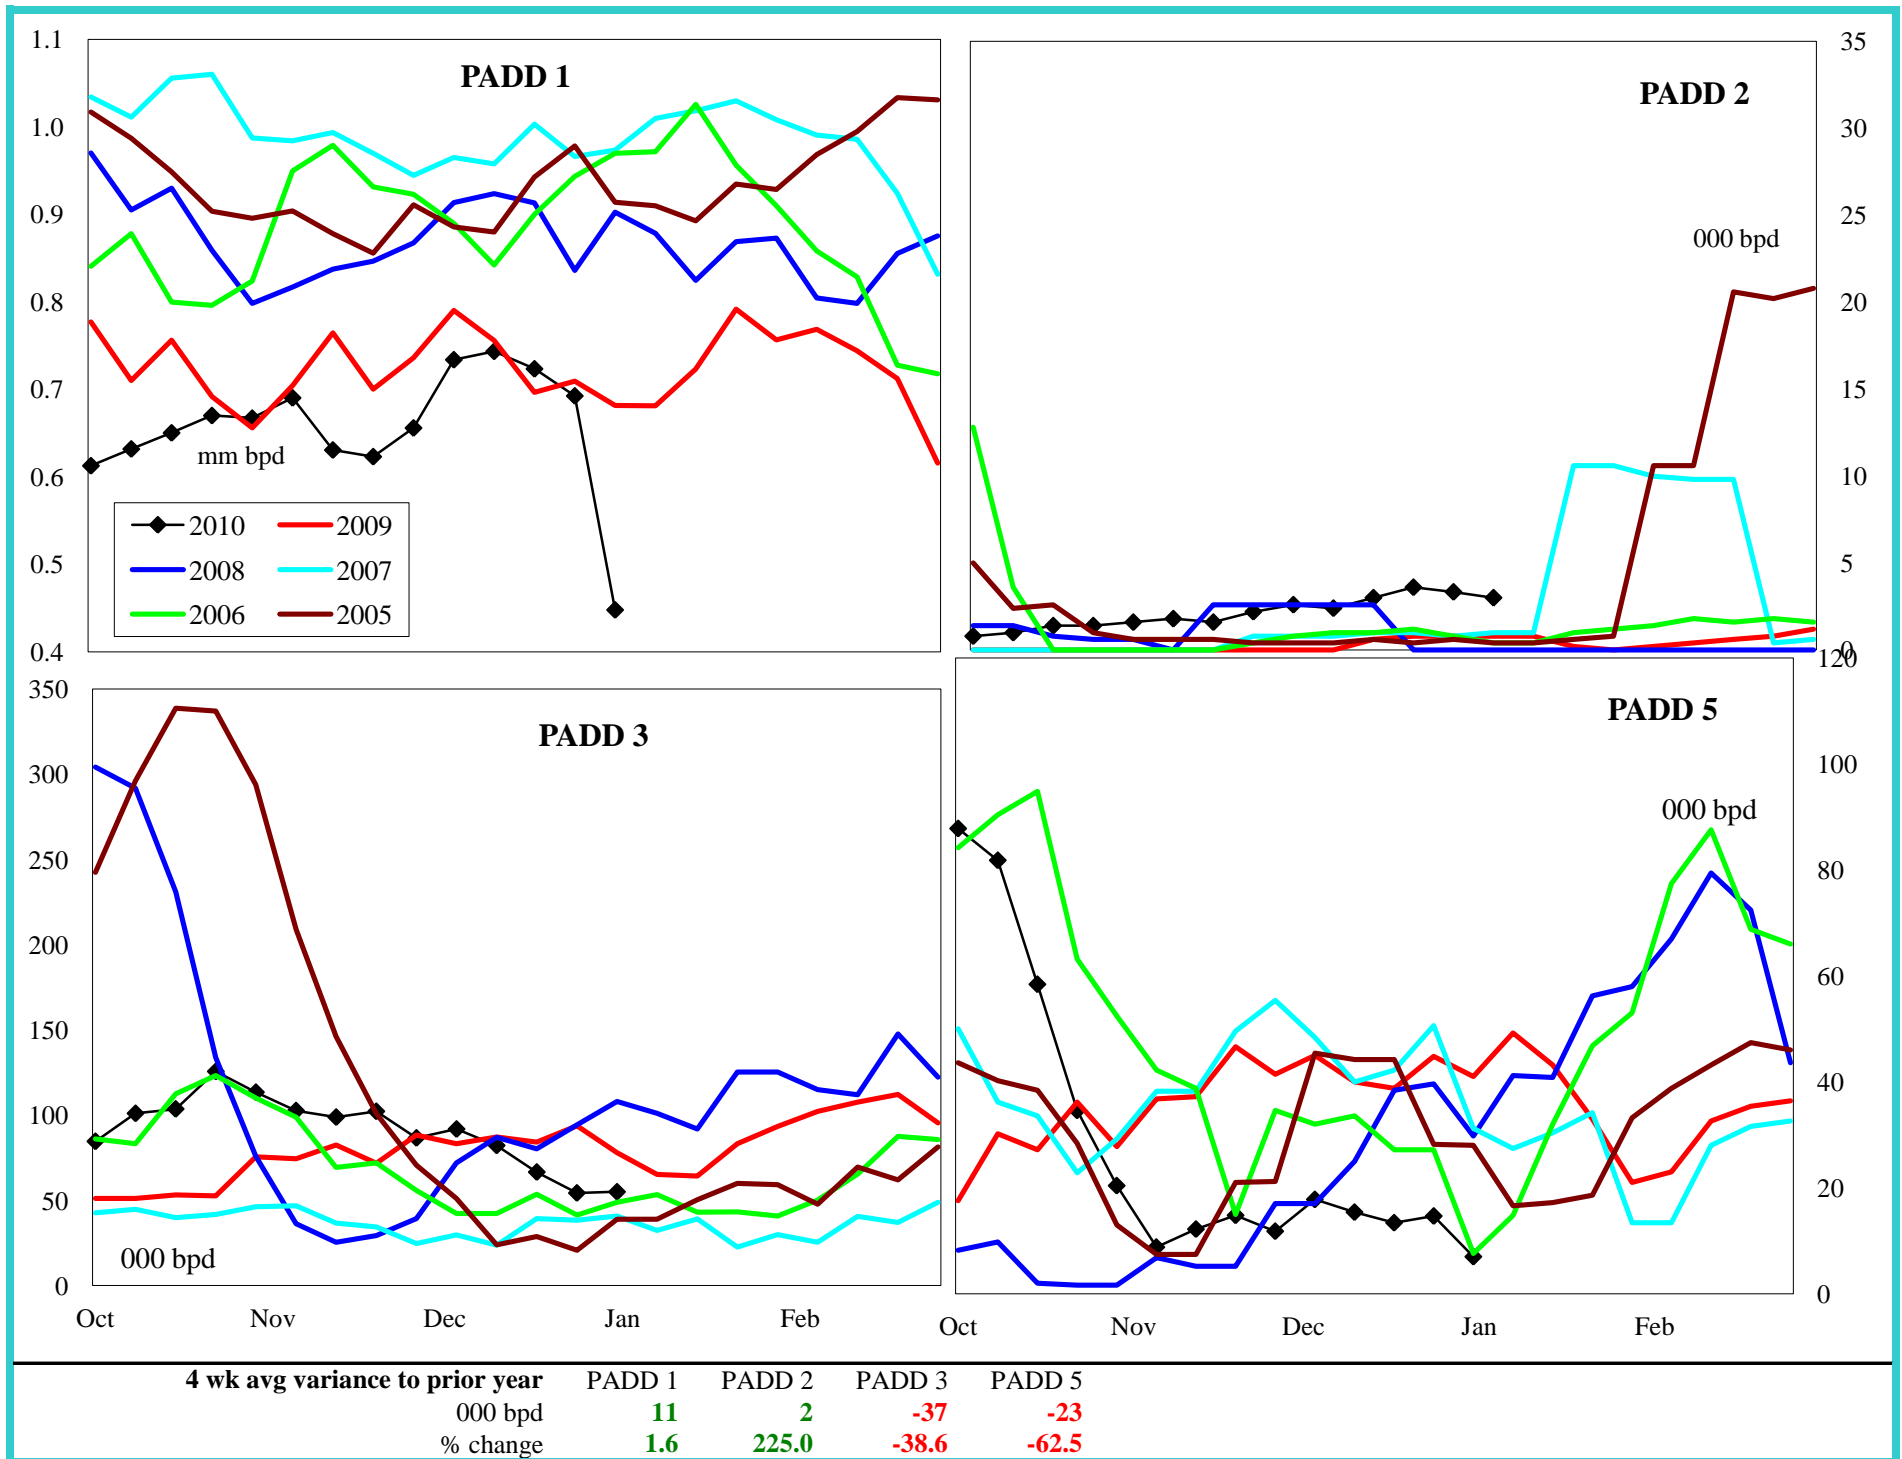 PADD 1
1.1
1.0
0.9
0.8
0.7
0.6
0.5
0.4
mm bpd
2010 2009
2008 2007
2006 2005
PADD 2
35
30
25
20
15
10
5
0
000 bpd
PADD 3
350
300
250
200
150
100
50
0
000 bpd
Oct Nov Dec Jan Feb
PADD 5
120
100
80
60
40
20
0
000 bpd
Oct Nov Dec Jan Feb
4 wk avg variance to prior year PADD 1 PADD 2 PADD 3 PADD 5
000 bpd 11 2 -37 -23
% change 1.6 225.0 -38.6 -62.5